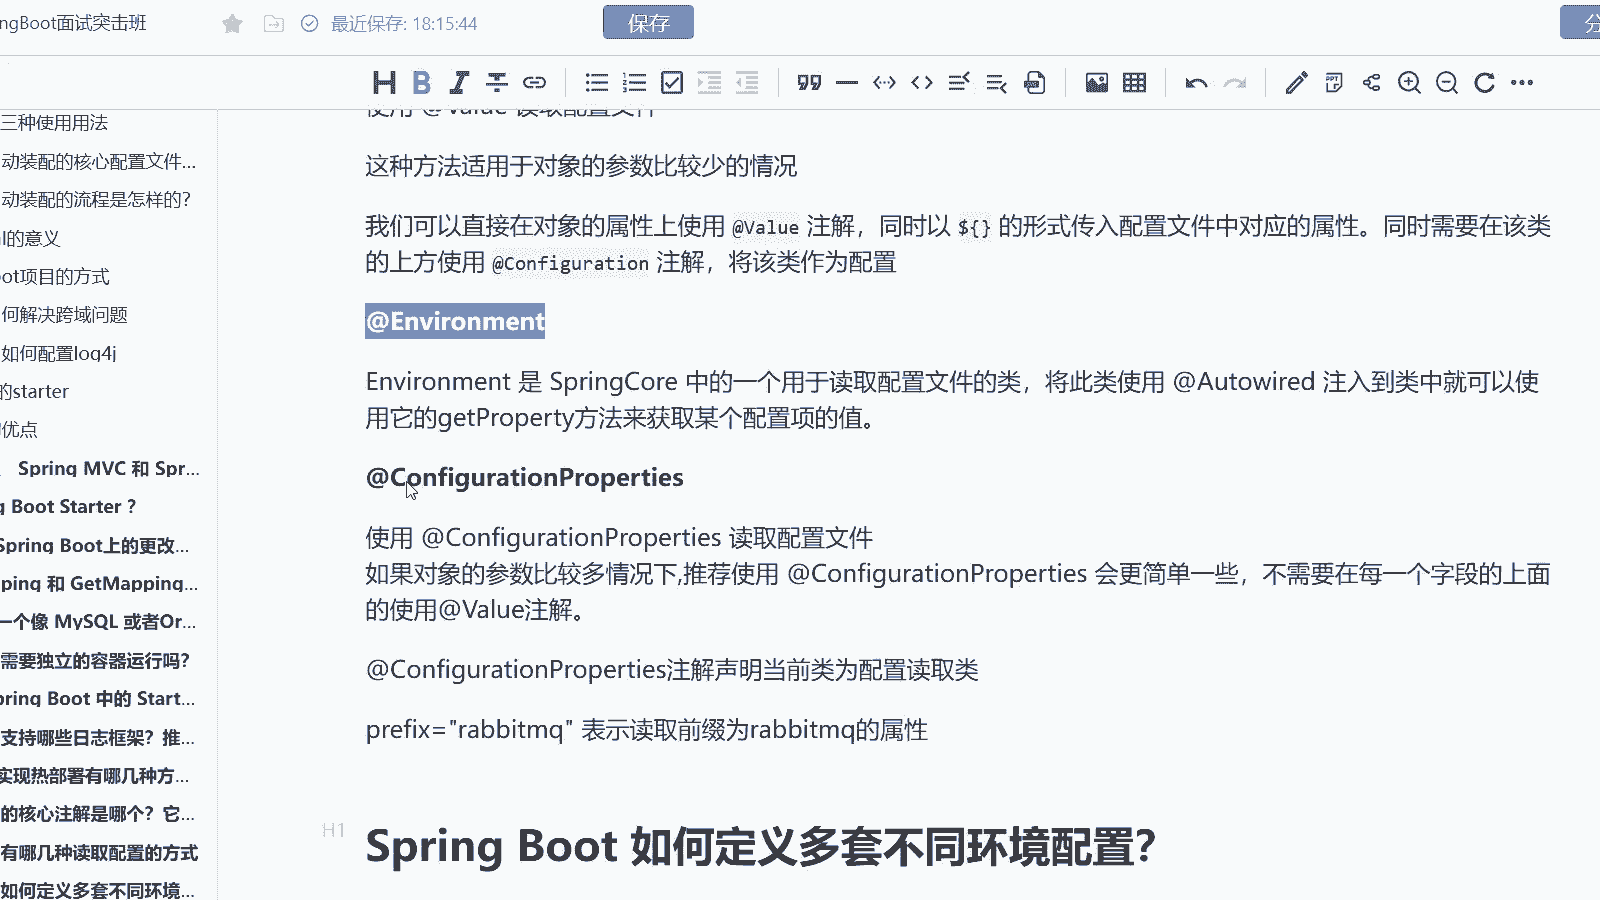 ngBoot面试突击班
最近保存: 18:15:44
保存
分
三种使用用法
动装配的核心配置文件...
动装配的流程是怎样的?
l的意义
ot项目的方式
何解决跨域问题
如何配置log4j
的starter
优点
Spring MVC 和 Spr...
g Boot Starter ?
Spring Boot上的更改...
ping 和 GetMapping...
一个像 MySQL 或者Or...
需要独立的容器运行吗?
pring Boot 中的 Start...
支持哪些日志框架? 推...
实现热部署有哪几种方...
的核心注解是哪个? 它...
有哪几种读取配置的方式
如何定义多套不同环境...
使用 @Value 读取配置文件
这种方法适用于对象的参数比较少的情况
我们可以直接在对象的属性上使用 @Value 注解，同时以 ${} 的形式传入配置文件中对应的属性。同时需要在该类
的上方使用 @Configuration 注解，将该类作为配置
@Environment
Environment 是 SpringCore 中的一个用于读取配置文件的类，将此类使用 @Autowired 注入到类中就可以使
用它的getProperty方法来获取某个配置项的值。
@ConfigurationProperties
使用 @ConfigurationProperties 读取配置文件
如果对象的参数比较多情况下,推荐使用 @ConfigurationProperties 会更简单一些，不需要在每一个字段的上面
的使用@Value注解。
@ConfigurationProperties注解声明当前类为配置读取类
prefix="rabbitmq" 表示读取前缀为rabbitmq的属性
H1
Spring Boot 如何定义多套不同环境配置?